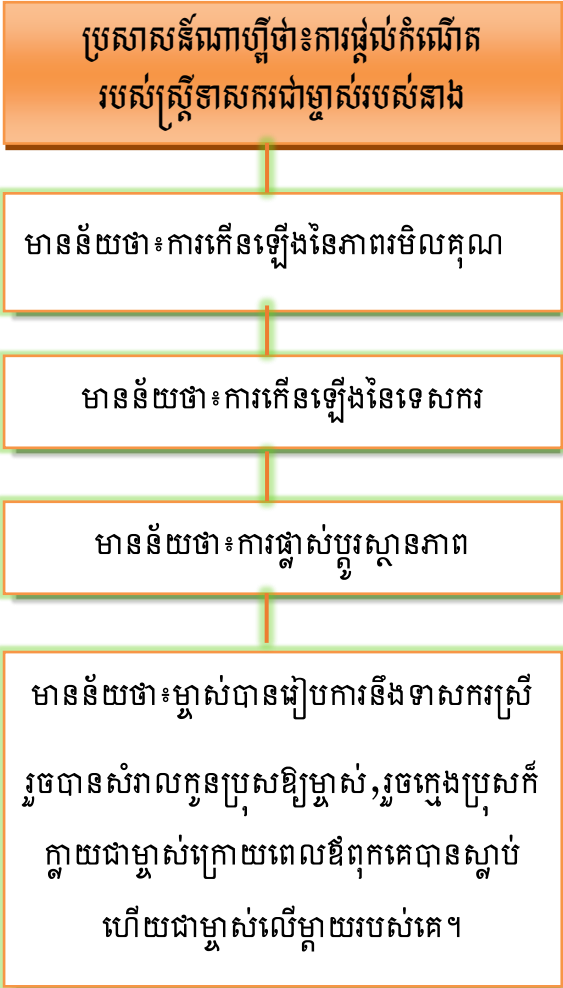 ប្រសាសន៍ណាហ្ពីថា៖ការផ្តល់កំណើត
របស់ស្ត្រីទាសករជាម្ចាស់របស់នាង
មានន័យថា៖ការកើនឡើងនៃភាពរមិលគុណ
មានន័យថា៖ការកើនឡើងនៃទេសករ
មានន័យថា៖ការផ្លាស់ប្តូរស្ថានភាព
មានន័យថា៖ម្ចាស់បានរៀបការនឹងទាសករស្រី
រួចបានសំរាលកូនប្រុសឱ្យម្ចាស់,រួចក្មេងប្រុសក៏
ក្លាយជាម្ចាស់ក្រោយពេលឪពុកគេបានស្លាប់
ហើយជាម្ចាស់លើម្តាយរបស់គេ។